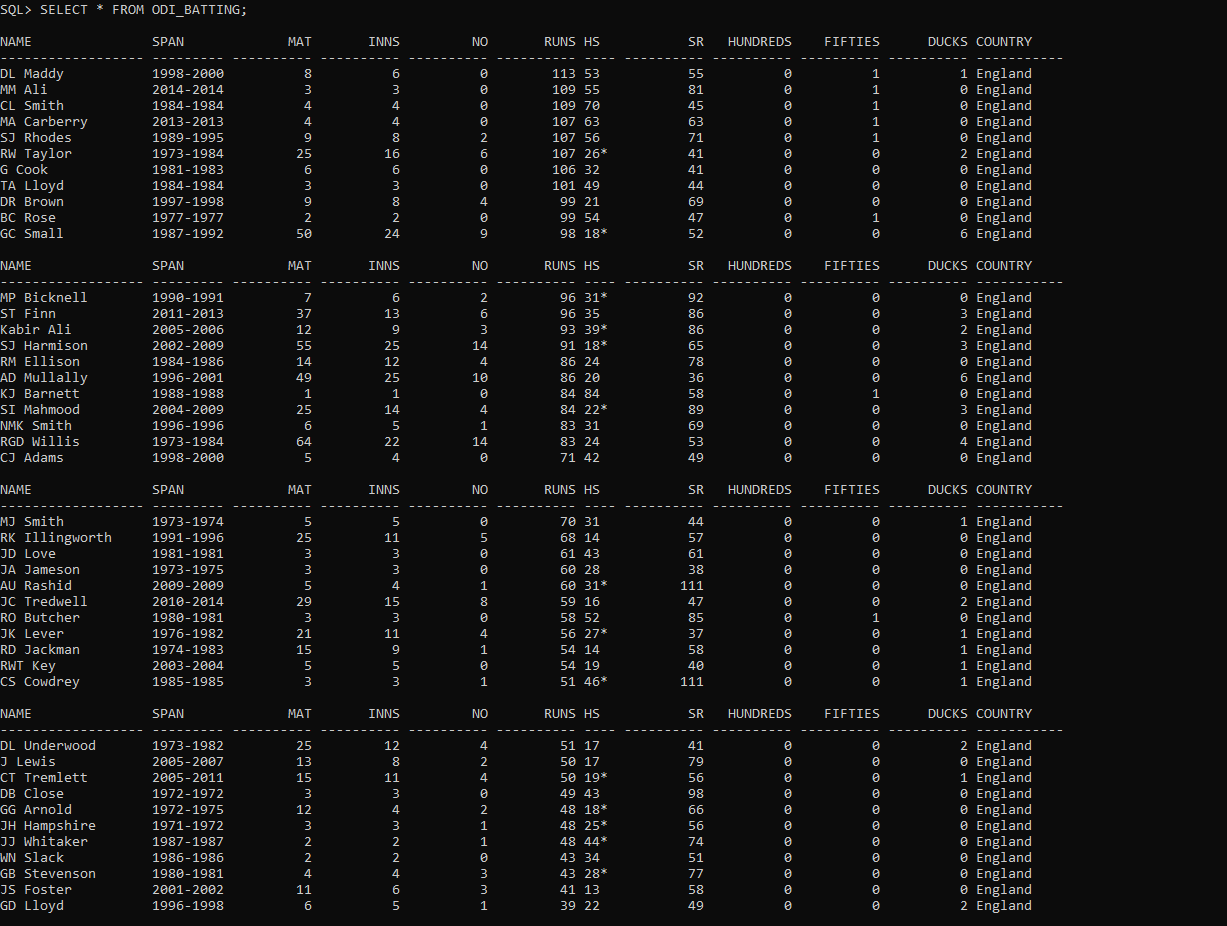 SQL> SELECT * FROM ODI_BATTING;
NAME SPAN MAT INNS NO RUNS HS SR HUNDREDS FIFTIES DUCKS COUNTRY
------------------ --------- ---------- ---------- ---------- ---------- ---- ---------- ---------- ---------- ---------- -----------
DL Maddy 1998-2000 8 6 0 113 53 55 0 1 1 England
MM Ali 2014-2014 3 3 0 109 55 81 0 1 0 England
CL Smith 1984-1984 4 4 0 109 70 45 0 1 0 England
MA Carberry 2013-2013 4 4 0 107 63 63 0 1 0 England
SJ Rhodes 1989-1995 9 8 2 107 56 71 0 1 0 England
RW Taylor 1973-1984 25 16 6 107 26* 41 0 0 2 England
G Cook 1981-1983 6 6 0 106 32 41 0 0 0 England
TA Lloyd 1984-1984 3 3 0 101 49 44 0 0 0 England
DR Brown 1997-1998 9 8 4 99 21 69 0 0 0 England
BC Rose 1977-1977 2 2 0 99 54 47 0 1 0 England
GC Small 1987-1992 50 24 9 98 18* 52 0 0 6 England
NAME SPAN MAT INNS NO RUNS HS SR HUNDREDS FIFTIES DUCKS COUNTRY
------------------ --------- ---------- ---------- ---------- ---------- ---- ---------- ---------- ---------- ---------- -----------
MP Bicknell 1990-1991 7 6 2 96 31* 92 0 0 0 England
ST Finn 2011-2013 37 13 6 96 35 86 0 0 3 England
Kabir Ali 2005-2006 12 9 3 93 39* 86 0 0 2 England
SJ Harmison 2002-2009 55 25 14 91 18* 65 0 0 3 England
RM Ellison 1984-1986 14 12 4 86 24 78 0 0 0 England
AD Mullally 1996-2001 49 25 10 86 20 36 0 0 6 England
KJ Barnett 1988-1988 1 1 0 84 84 58 0 1 0 England
SI Mahmood 2004-2009 25 14 4 84 22* 89 0 0 3 England
NMK Smith 1996-1996 6 5 1 83 31 69 0 0 0 England
RGD Willis 1973-1984 64 22 14 83 24 53 0 0 4 England
CJ Adams 1998-2000 5 4 0 71 42 49 0 0 0 England
NAME SPAN MAT INNS NO RUNS HS SR HUNDREDS FIFTIES DUCKS COUNTRY
------------------ --------- ---------- ---------- ---------- ---------- ---- ---------- ---------- ---------- ---------- -----------
MJ Smith 1973-1974 5 5 0 70 31 44 0 0 1 England
RK Illingworth 1991-1996 25 11 5 68 14 57 0 0 0 England
JD Love 1981-1981 3 3 0 61 43 61 0 0 0 England
JA Jameson 1973-1975 3 3 0 60 28 38 0 0 0 England
AU Rashid 2009-2009 5 4 1 60 31* 111 0 0 0 England
JC Tredwell 2010-2014 29 15 8 59 16 47 0 0 2 England
RO Butcher 1980-1981 3 3 0 58 52 85 0 1 0 England
JK Lever 1976-1982 21 11 4 56 27* 37 0 0 1 England
RD Jackman 1974-1983 15 9 1 54 14 58 0 0 1 England
RWT Key 2003-2004 5 5 0 54 19 40 0 0 1 England
CS Cowdrey 1985-1985 3 3 1 51 46* 111 0 0 1 England
NAME SPAN MAT INNS NO RUNS HS SR HUNDREDS FIFTIES DUCKS COUNTRY
------------------ --------- ---------- ---------- ---------- ---------- ---- ---------- ---------- ---------- ---------- -----------
DL Underwood 1973-1982 25 12 4 51 17 41 0 0 2 England
J Lewis 2005-2007 13 8 2 50 17 79 0 0 0 England
CT Tremlett 2005-2011 15 11 4 50 19* 56 0 0 1 England
DB Close 1972-1972 3 3 0 49 43 98 0 0 0 England
GG Arnold 1972-1975 12 4 2 48 18* 66 0 0 0 England
JH Hampshire 1971-1972 3 3 1 48 25* 56 0 0 0 England
JJ Whitaker 1987-1987 2 2 1 48 44* 74 0 0 0 England
WN Slack 1986-1986 2 2 0 43 34 51 0 0 0 England
GB Stevenson 1980-1981 4 4 3 43 28* 77 0 0 0 England
JS Foster 2001-2002 11 6 3 41 13 58 0 0 0 England
GD Lloyd 1996-1998 6 5 1 39 22 49 0 0 2 England